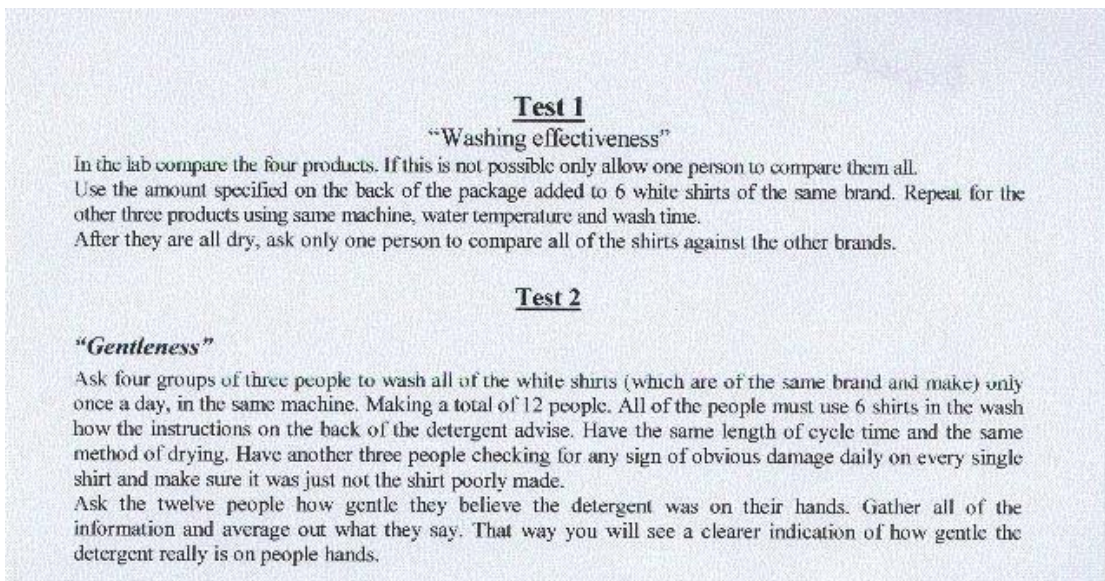 Test 1
“Washing effectiveness”
In the lab compare the four products. If this is not possible only allow one person to compare them all.
Use the amount specified on the back of the package added to 6 white shirts of the same brand. Repeat for the
other three products using same machine, water temperature and wash time.
After they are all dry, ask only one person to compare all of the shirts against the other brands.
Test 2
“Gentleness”
Ask four groups of three people to wash all of the white shirts (which are of the same brand and make) only
once a day, in the same machine. Making a total of 12 people. All of the people must use 6 shirts in the wash
how the instructions on the back of the detergent advise. Have the same length of cycle time and the same
method of drying. Have another three people checking for any sign of obvious damage daily on every single
shirt and make sure it was just not the shirt poorly made.
Ask the twelve people how gentle they believe the detergent was on their hands. Gather all of the
information and average out what they say. That way you will see a clearer indication of how gentle the
detergent really is on people hands.